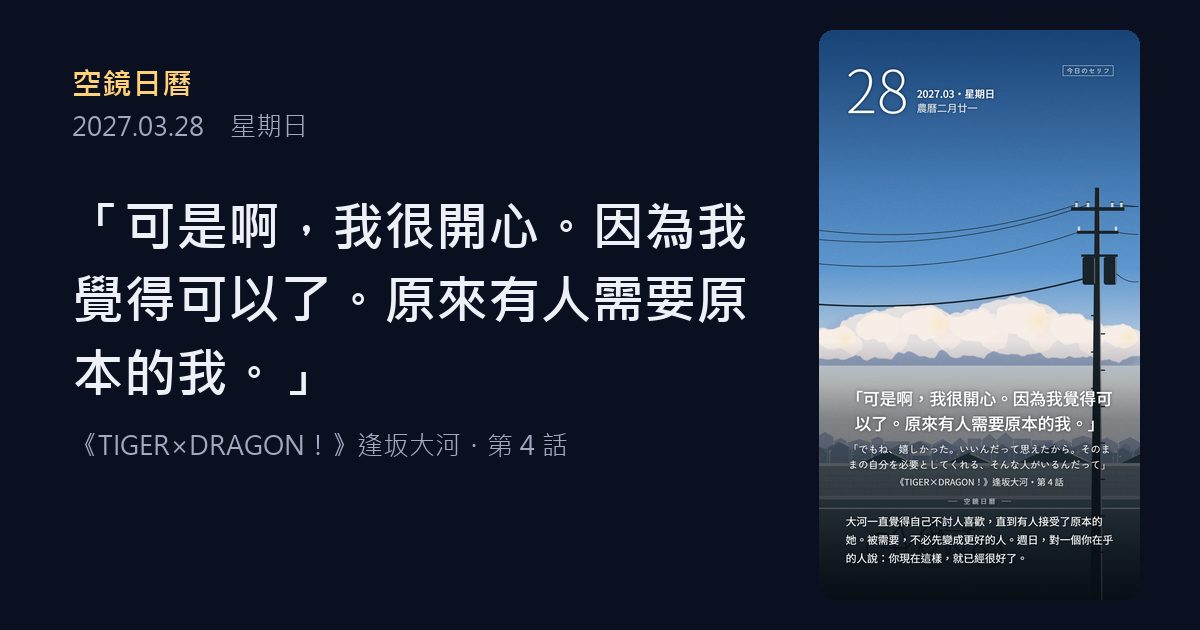 空鏡日曆
2027.03.28　星期日
「可是啊，我很開心。因為我
覺得可以了。原來有人需要原
本的我。」
《TIGER×DRAGON！》逢坂大河・第 4 話
28
2027.03・星期日
農曆二月廿一
今日のセリフ
「可是啊，我很開心。因為我覺得可
以了。原來有人需要原本的我。」
「でもね、嬉しかった。いいんだって思えたから。そのま
まの自分を必要としてくれる、そんな人がいるんだって」
《TIGER×DRAGON！》逢坂大河・第 4 話
空鏡日曆
大河一直覺得自己不討人喜歡，直到有人接受了原本的
她。被需要，不必先變成更好的人。週日，對一個你在乎
的人說：你現在這樣，就已經很好了。